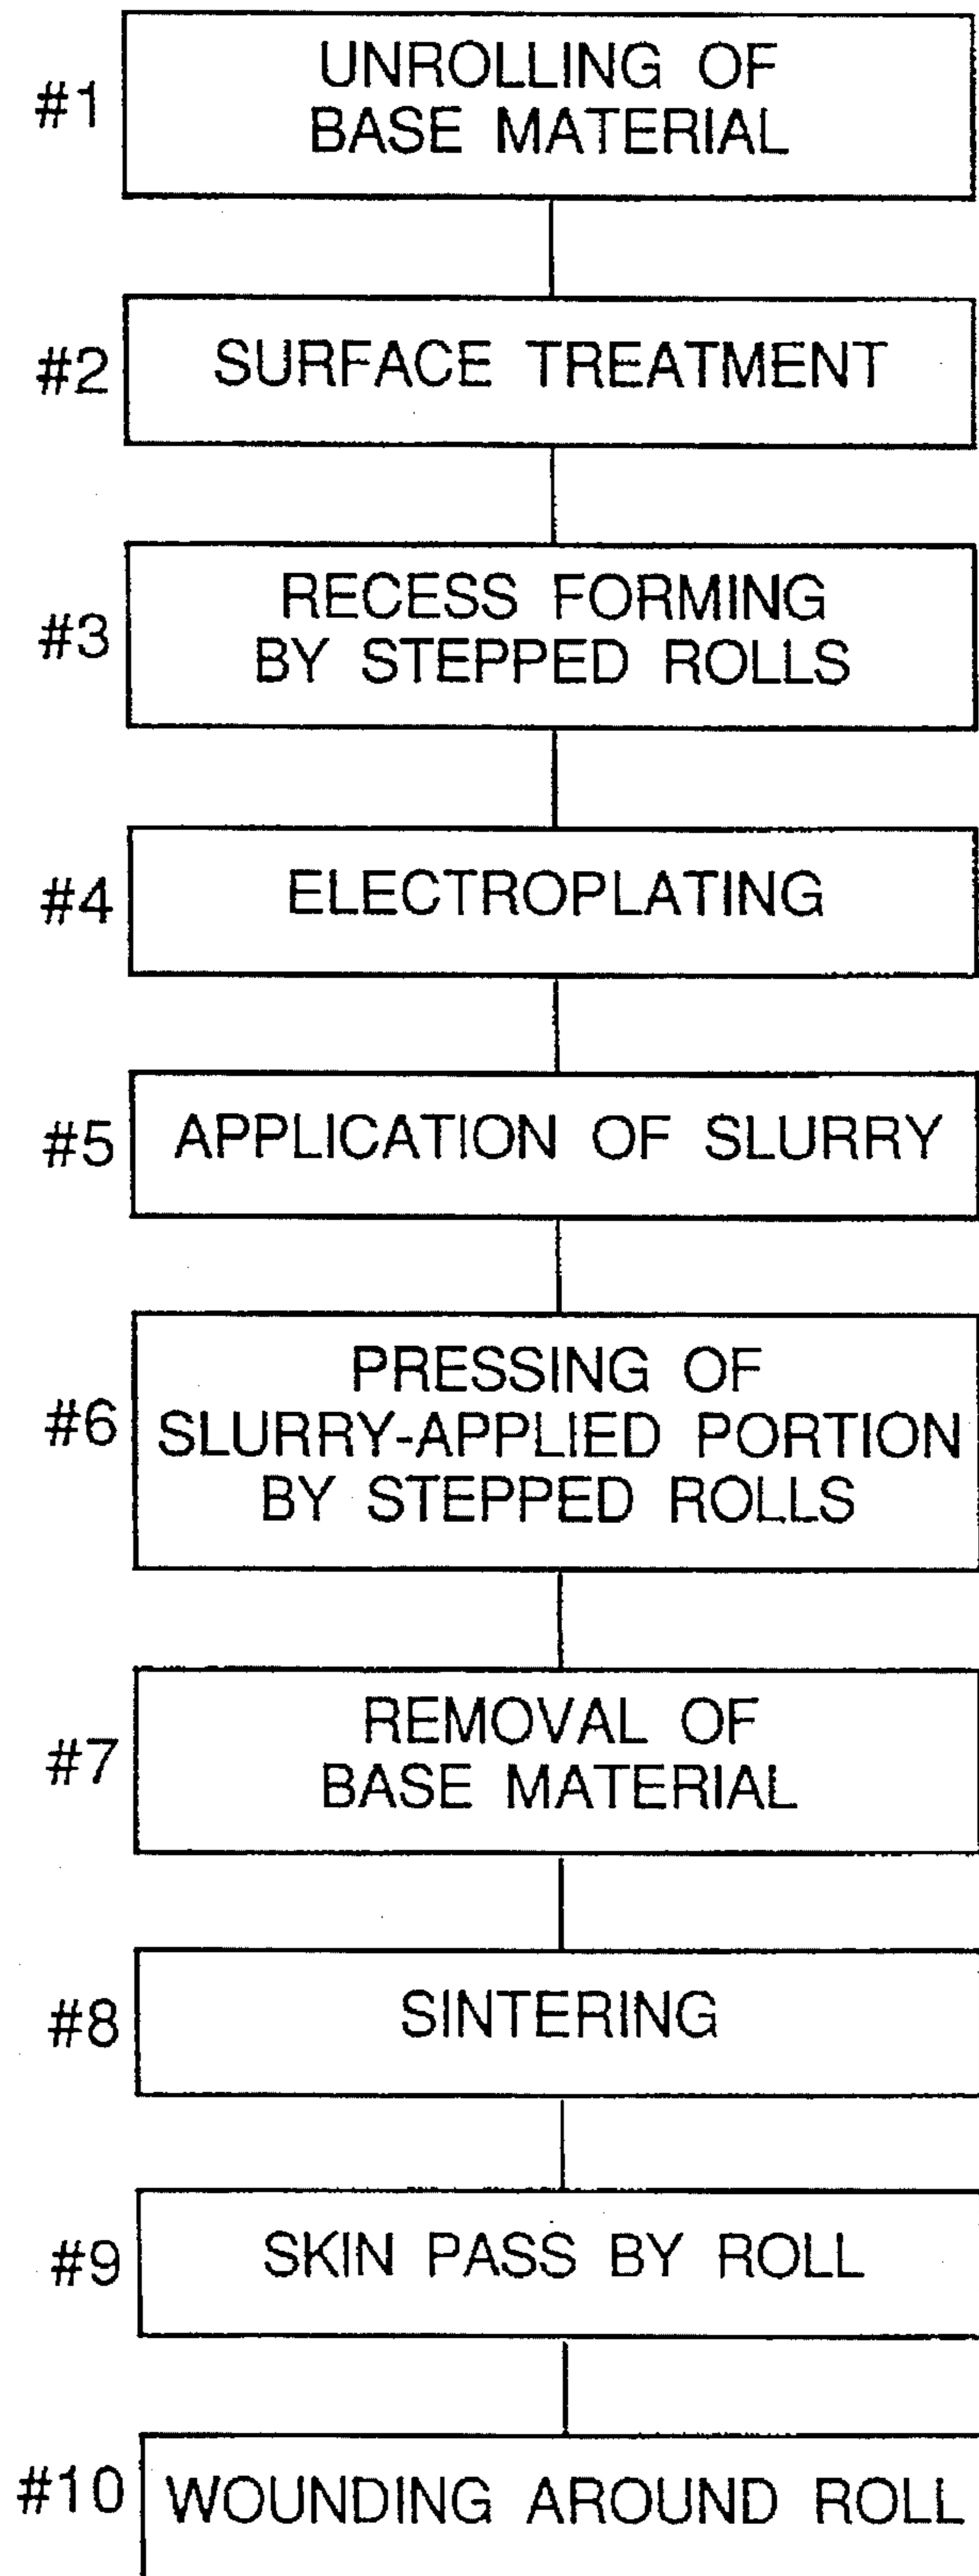 #1
UNROLLING OF
BASE MATERIAL
#2
SURFACE TREATMENT
#3
RECESS FORMING
BY STEPPED ROLLS
#4
ELECTROPLATING
#5
APPLICATION OF SLURRY
#6
PRESSING OF
SLURRY-APPLIED PORTION
BY STEPPED ROLLS
#7
REMOVAL OF
BASE MATERIAL
#8
SINTERING
#9
SKIN PASS BY ROLL
#10
WOUNDING AROUND ROLL